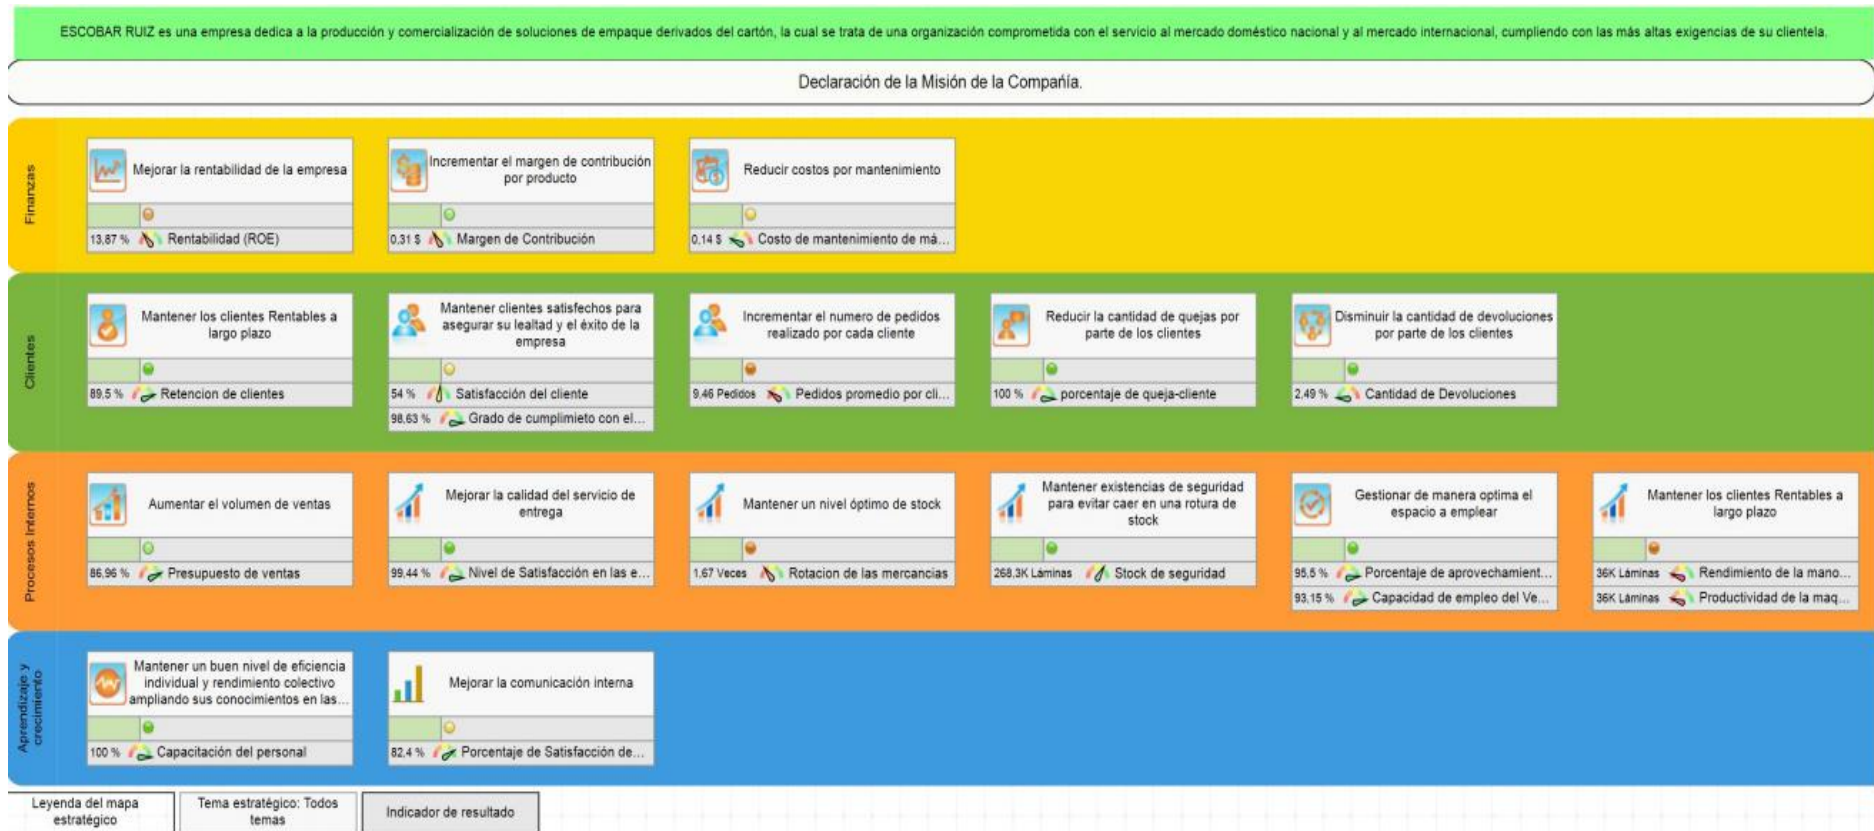 ESCOBAR RUIZ es una empresa dedica a la producción y comercialización de soluciones de empaque derivados del cartón, la cual se trata de una organización comprometida con el servicio al mercado doméstico nacional y al mercado internacional, cumpliendo con las más altas exigencias de su clientela.
Declaración de la Misión de la Compañía.
Finanzas
Mejorar la rentabilidad de la empresa
13,87 % Rentabilidad (ROE)
Incrementar el margen de contribución
por producto
0,31 $ Margen de Contribución
Reducir costos por mantenimiento
0,14 $ Costo de mantenimiento de má...
Clientes
Mantener los clientes Rentables a
largo plazo
89,5 % Retencion de clientes
Mantener clientes satisfechos para
asegurar su lealtad y el éxito de la
empresa
54 % Satisfacción del cliente
98,63 % Grado de cumplimieto con el...
Incrementar el numero de pedidos
realizado por cada cliente
9,46 Pedidos Pedidos promedio por cli...
Reducir la cantidad de quejas por
parte de los clientes
100 % porcentaje de queja-cliente
Disminuir la cantidad de devoluciones
por parte de los clientes
2,49 % Cantidad de Devoluciones
Procesos Internos
Aumentar el volumen de ventas
86,96 % Presupuesto de ventas
Mejorar la calidad del servicio de
entrega
99,44 % Nivel de Satisfacción en las e...
Mantener un nivel óptimo de stock
1,67 Veces Rotacion de las mercancias
Mantener existencias de seguridad
para evitar caer en una rotura de
stock
268,3K Láminas Stock de seguridad
Gestionar de manera optima el
espacio a emplear
95,5 % Porcentaje de aprovechamient...
93,15 % Capacidad de empleo del Ve...
Mantener los clientes Rentables a
largo plazo
36K Láminas Rendimiento de la mano...
36K Láminas Productividad de la maq...
Aprendizaje y
crecimiento
Mantener un buen nivel de eficiencia
individual y rendimiento colectivo
ampliando sus conocimientos en las...
100 % Capacitación del personal
Mejorar la comunicación interna
82,4 % Porcentaje de Satisfacción de...
Leyenda del mapa
estratégico
Tema estratégico: Todos
temas
Indicador de resultado